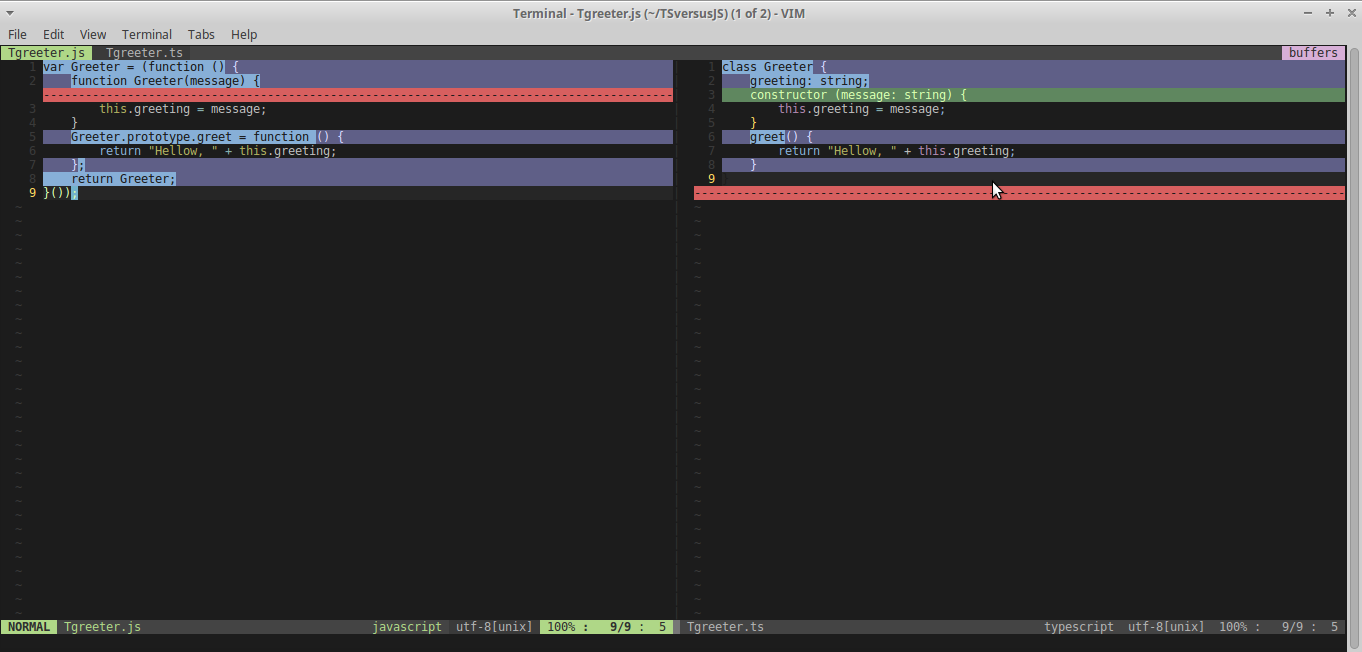 Terminal - Tgreeter.js (~/TSversusJS) (1 of 2) - VIM
File Edit View Terminal Tabs Help
Tgreeter.js Tgreeter.ts buffers
1 var Greeter = (function () {
2     function Greeter(message) {
------------------------------------------------------------------------------------------
3         this.greeting = message;
4     }
5     Greeter.prototype.greet = function () {
6         return "Hellow, " + this.greeting;
7     };
8     return Greeter;
9 }());
1 class Greeter {
2     greeting: string;
3     constructor (message: string) {
4         this.greeting = message;
5     }
6     greet() {
7         return "Hellow, " + this.greeting;
8     }
9
---------------------------------------------------------------------------------------------
NORMAL Tgreeter.js javascript utf-8[unix] 100% : 9/9 : 5
Tgreeter.ts typescript utf-8[unix] 100% : 9/9 : 5